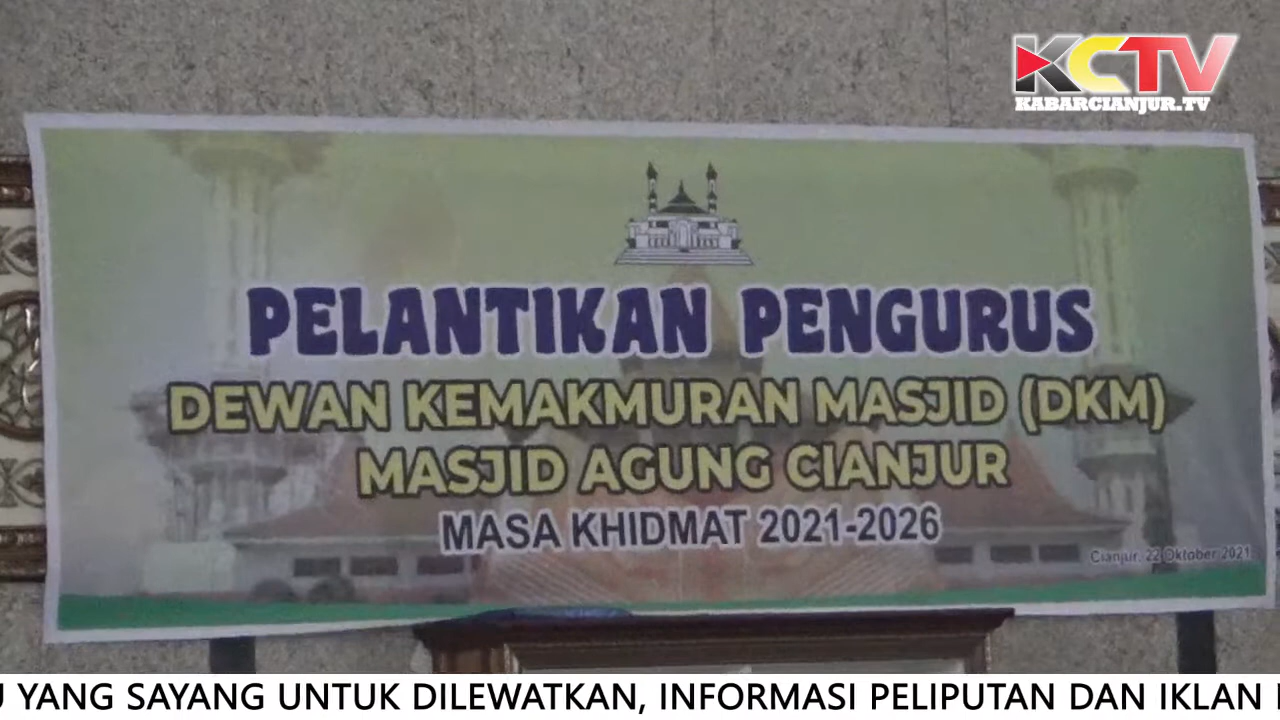 KCTV
KABARCIANJUR.TV
PELANTIKAN PENGURUS
DEWAN KEMAKMURAN MASJID (DKM)
MASJID AGUNG CIANJUR
MASA KHIDMAT 2021-2026
Cianjur, 22 Oktober 2021
YANG SAYANG UNTUK DILEWATKAN, INFORMASI PELIPUTAN DAN IKLAN